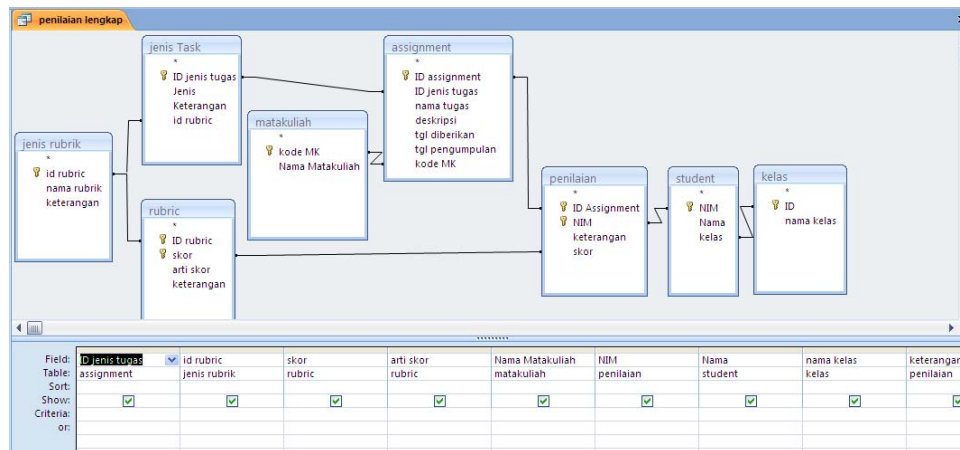 penilaian lengkap
jenis Task
*
ID jenis tugas
Jenis
Keterangan
id rubric
assignment
*
ID assignment
ID jenis tugas
nama tugas
deskripsi
tgl diberikan
tgl pengumpulan
kode MK
matakuliah
*
kode MK
Nama Matakuliah
jenis rubrik
*
id rubric
nama rubrik
keterangan
rubric
*
ID rubric
skor
arti skor
keterangan
penilaian
*
ID Assignment
NIM
keterangan
skor
student
*
NIM
Nama
kelas
kelas
*
ID
nama kelas
Field: ID jenis tugas id rubric skor arti skor Nama Matakuliah NIM Nama nama kelas keterangan
Table: assignment jenis rubrik rubric rubric matakuliah penilaian student kelas penilaian
Sort:
Show:
Criteria:
or: